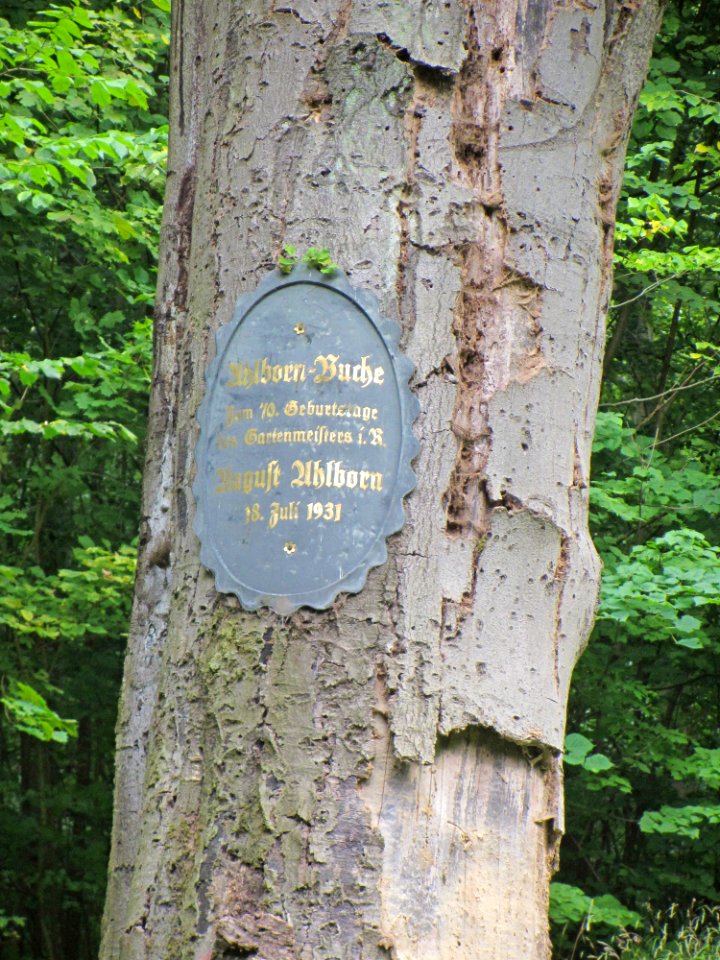 Ahlborn-Buche
Zum 70. Geburtstage
des Gartenmeisters i. R.
August Ahlborn
18. Juli 1931